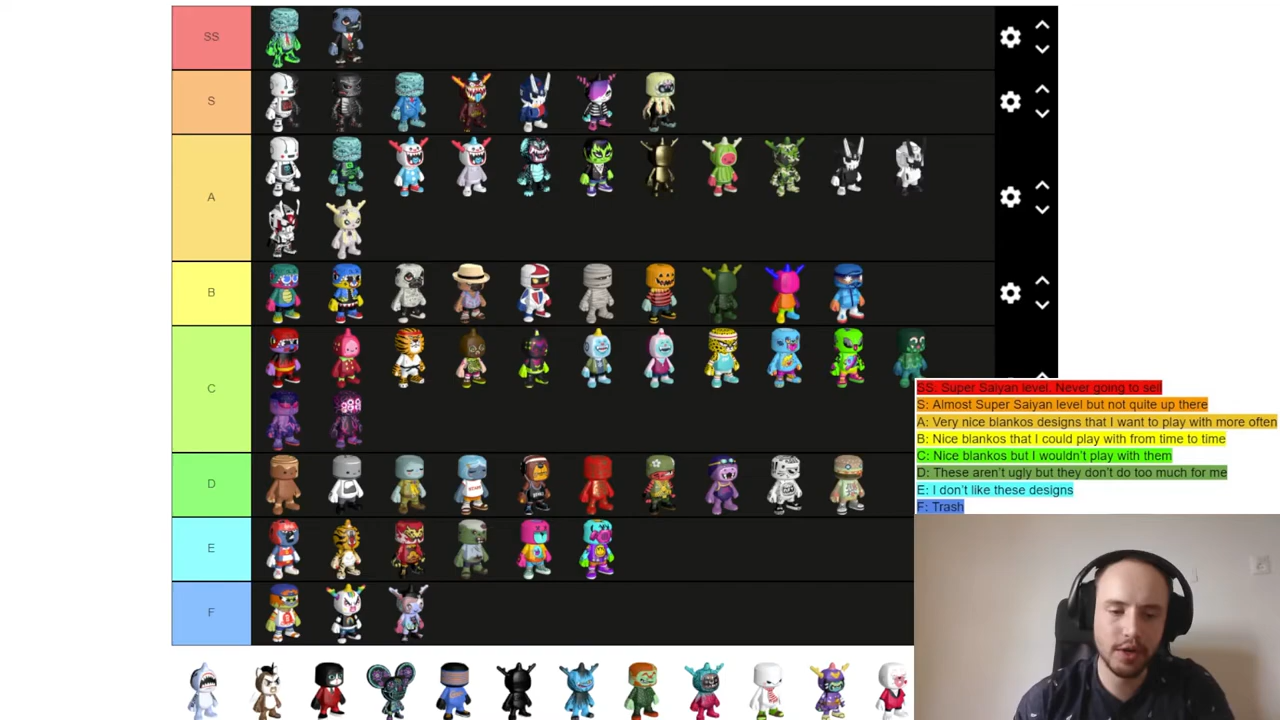 SS
S
A
B
C
SS: Super Saiyan level. Never going to sell
S: Almost Super Saiyan level but not quite up there
A: Very nice blankos designs that I want to play with more often
B: Nice blankos that I could play with from time to time
C: Nice blankos but I wouldn't play with them
D: These aren't ugly but they don't do too much for me
E: I don't like these designs
F: Trash
D
E
F